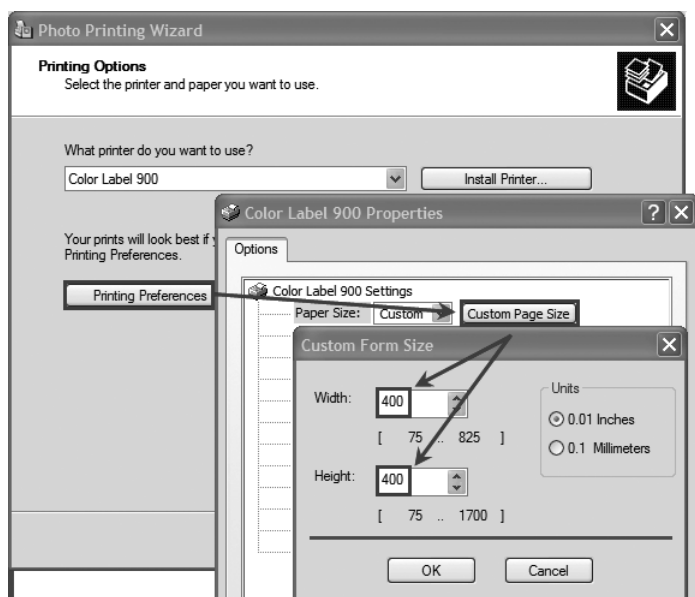 Photo Printing Wizard
Printing Options
Select the printer and paper you want to use.
What printer do you want to use?
Color Label 900
Install Printer...
Color Label 900 Properties
Your prints will look best if
Printing Preferences.
Options
Printing Preferences
Color Label 900 Settings
Paper Size: Custom Custom Page Size
Custom Form Size
Width: 400
[ 75 .. 825 ]
Units
0.01 Inches
0.1 Millimeters
Height: 400
[ 75 .. 1700 ]
OK Cancel